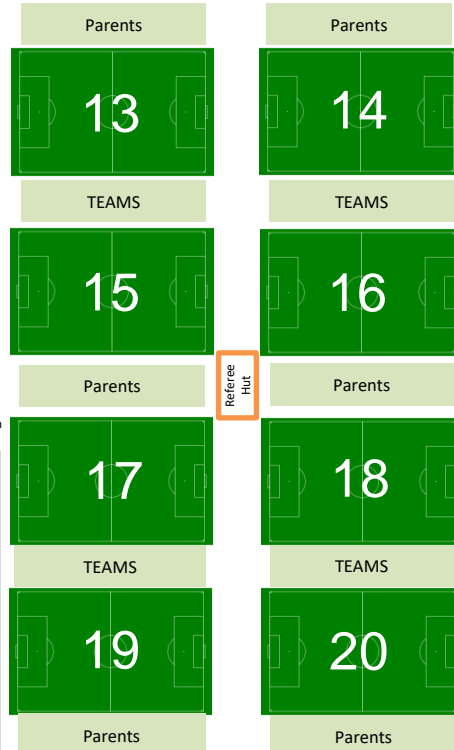 Parents
Parents
13
14
TEAMS
TEAMS
15
16
Referee
Hut
Parents
Parents
17
18
TEAMS
TEAMS
19
20
Parents
Parents